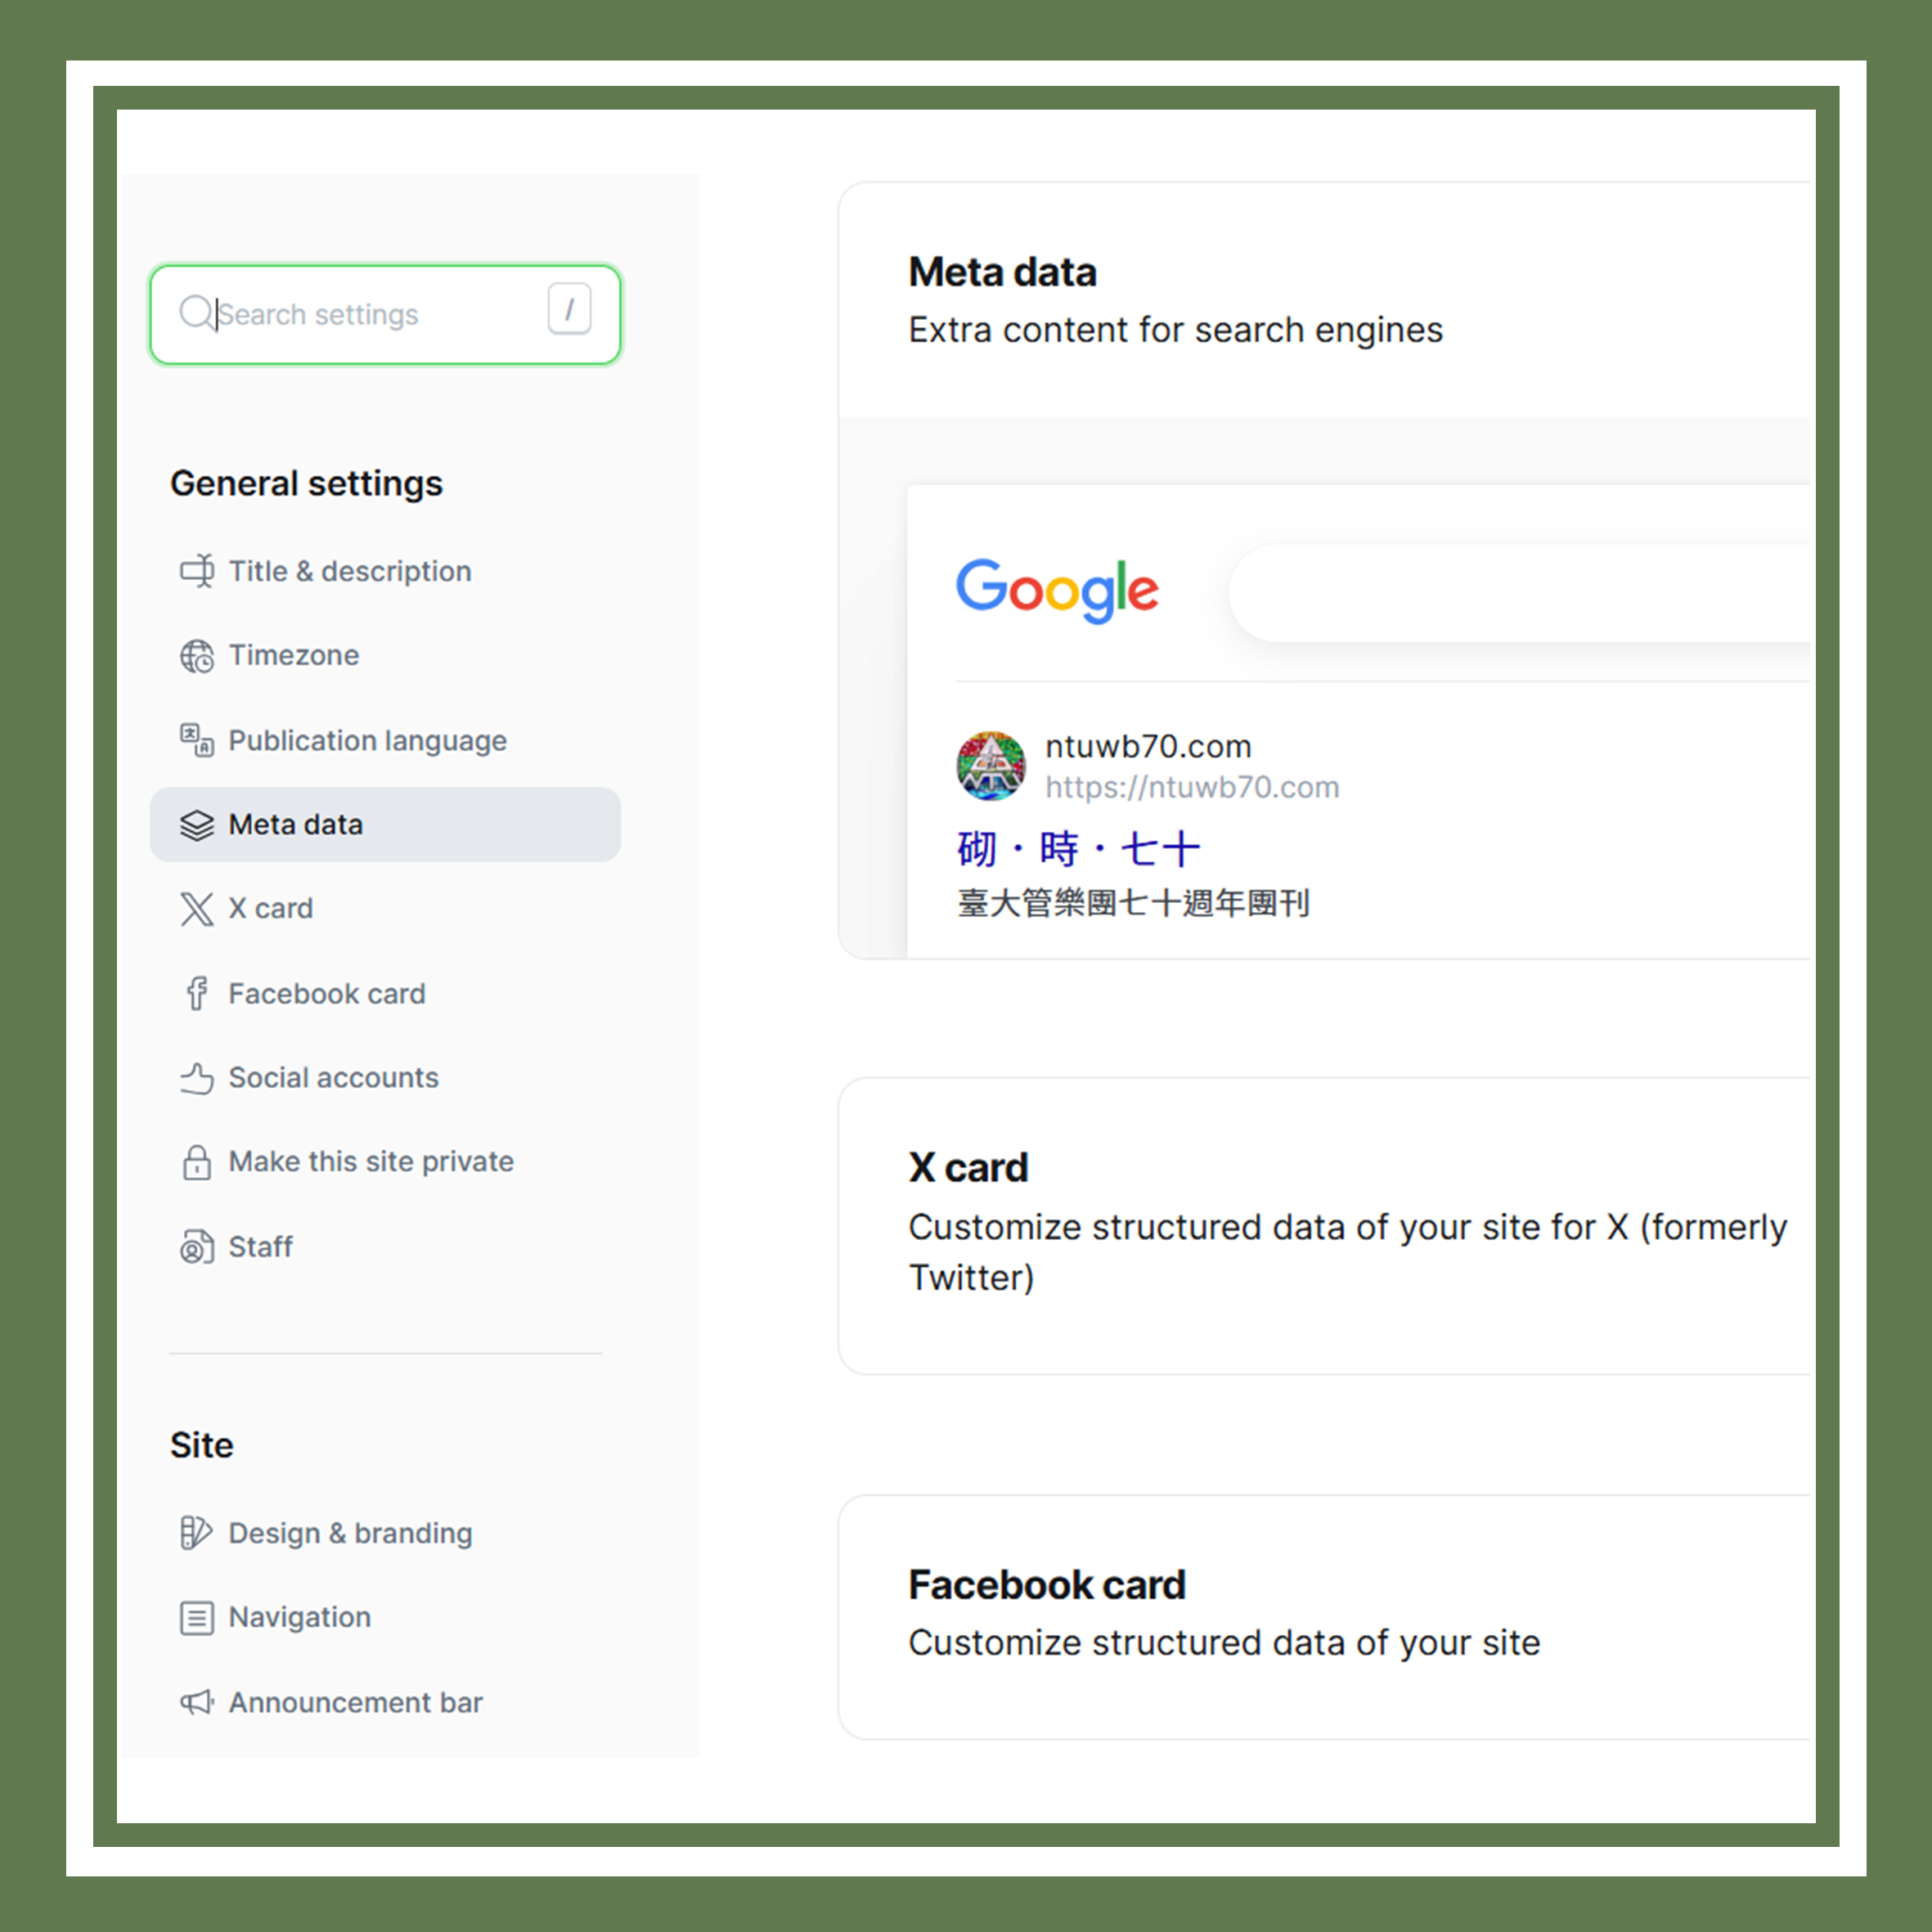 Search settings /
General settings
Title & description
Timezone
Publication language
Meta data
X card
Facebook card
Social accounts
Make this site private
Staff
Site
Design & branding
Navigation
Announcement bar
Meta data
Extra content for search engines
Google
ntuwb70.com
https://ntuwb70.com
砌・時・七十
臺大管樂團七十週年團刊
X card
Customize structured data of your site for X (formerly
Twitter)
Facebook card
Customize structured data of your site